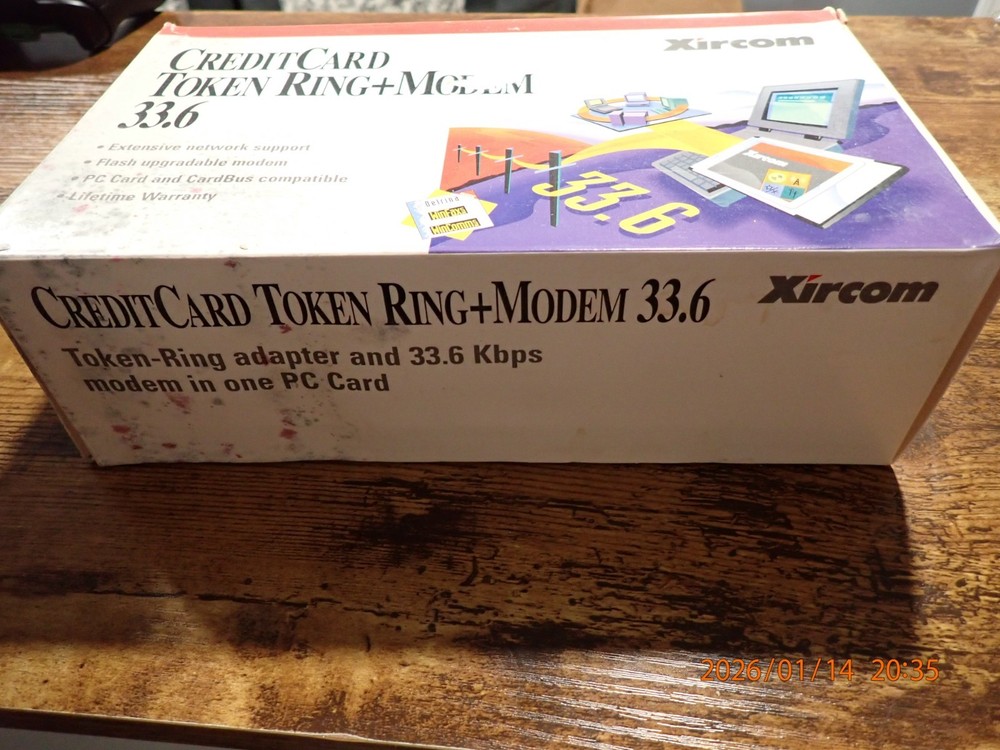 CREDITCARD
TOKEN RING+MODEM
33.6
Xircom
• Extensive network support
• Flash upgradable modem
• PC Card and CardBus compatible
• Lifetime Warranty
33.6
Xircom
WinComm
CREDITCARD TOKEN RING+MODEM 33.6
Xircom
Token-Ring adapter and 33.6 Kbps
modem in one PC Card
2026/01/14 20:35